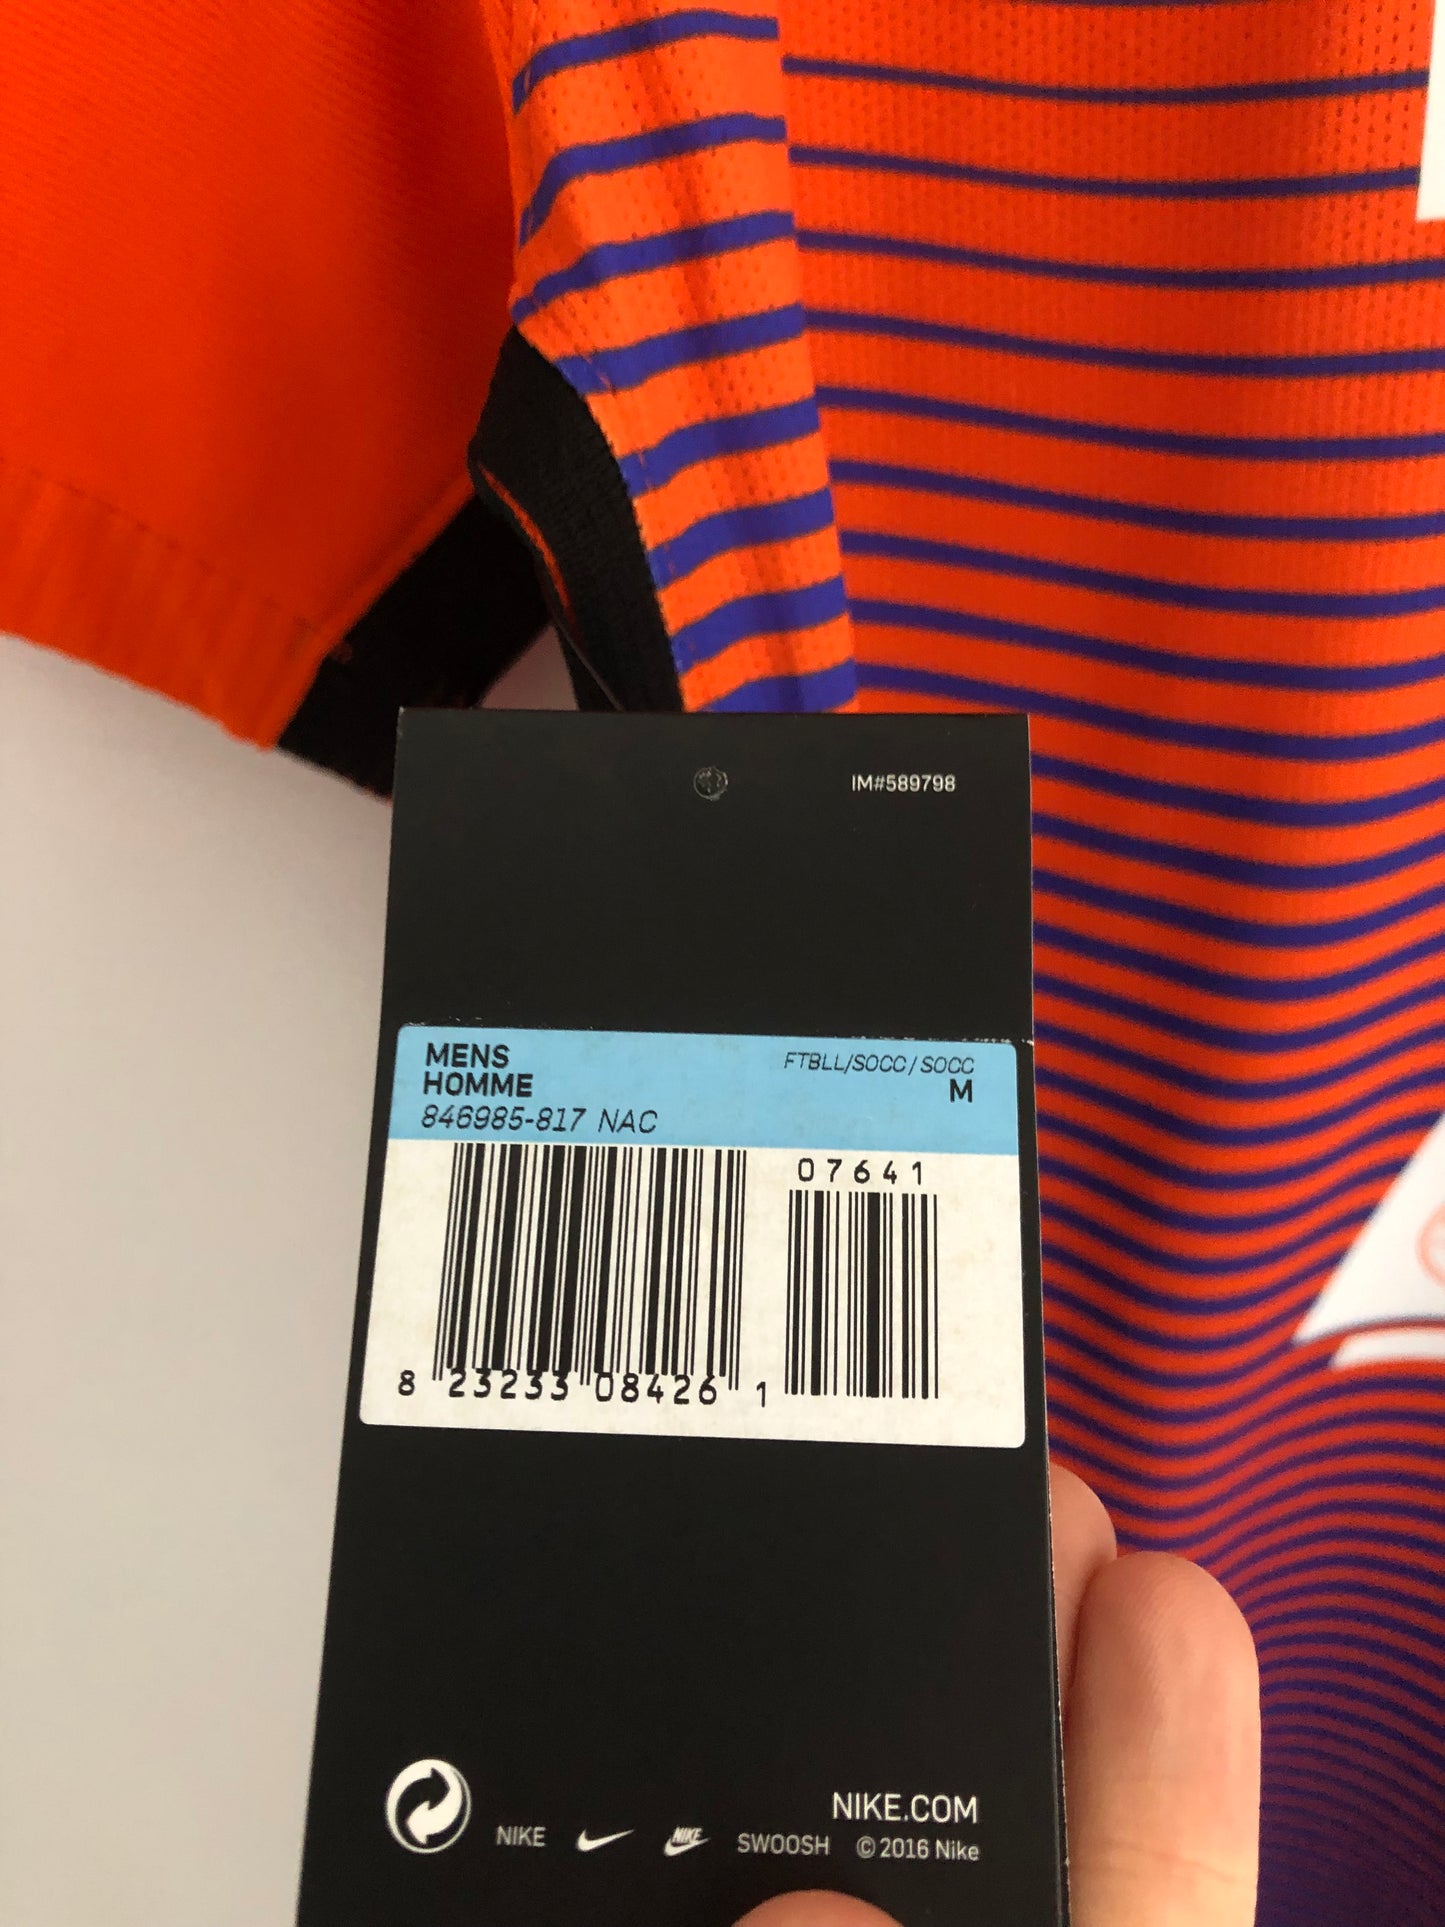 IM#589798
MENS
HOMME
FTBLL/SOCC / SOCC
M
846985-817 NAC
07641
8 23233 08426 1
NIKE.COM
NIKE NIKE SWOOSH © 2016 Nike